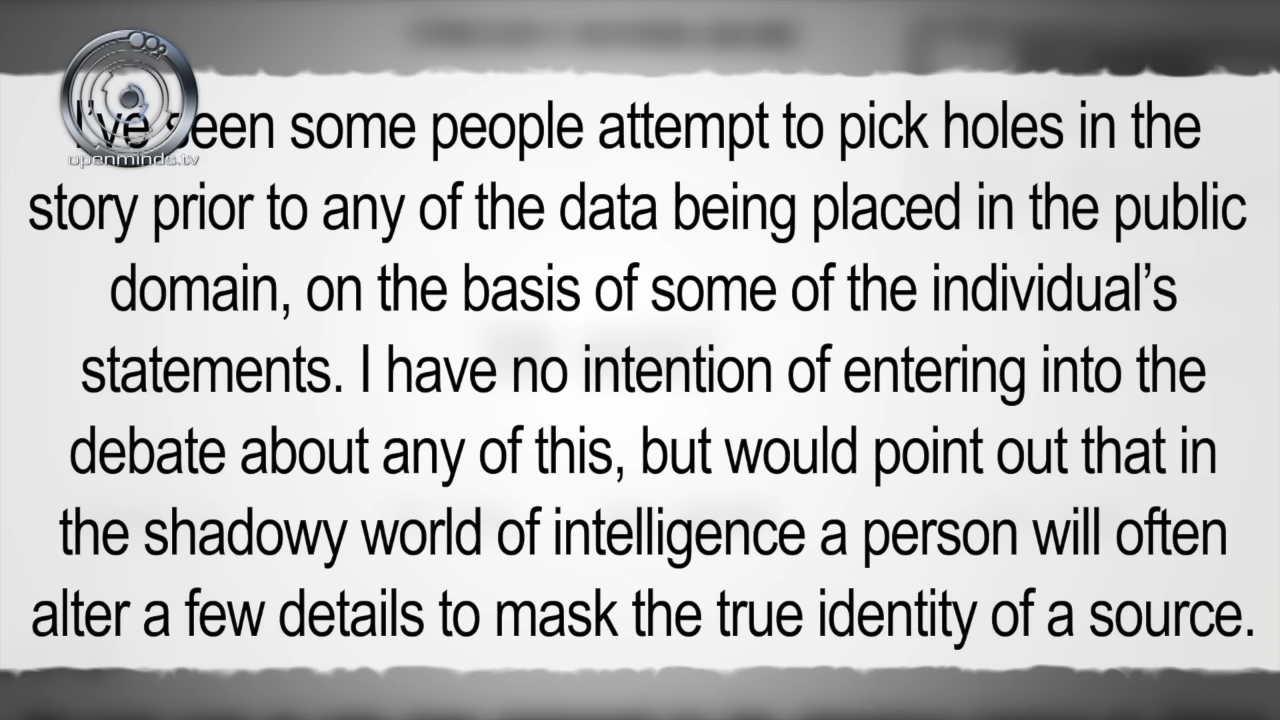 openminds.tv
I've seen some people attempt to pick holes in the
story prior to any of the data being placed in the public
domain, on the basis of some of the individual's
statements. I have no intention of entering into the
debate about any of this, but would point out that in
the shadowy world of intelligence a person will often
alter a few details to mask the true identity of a source.